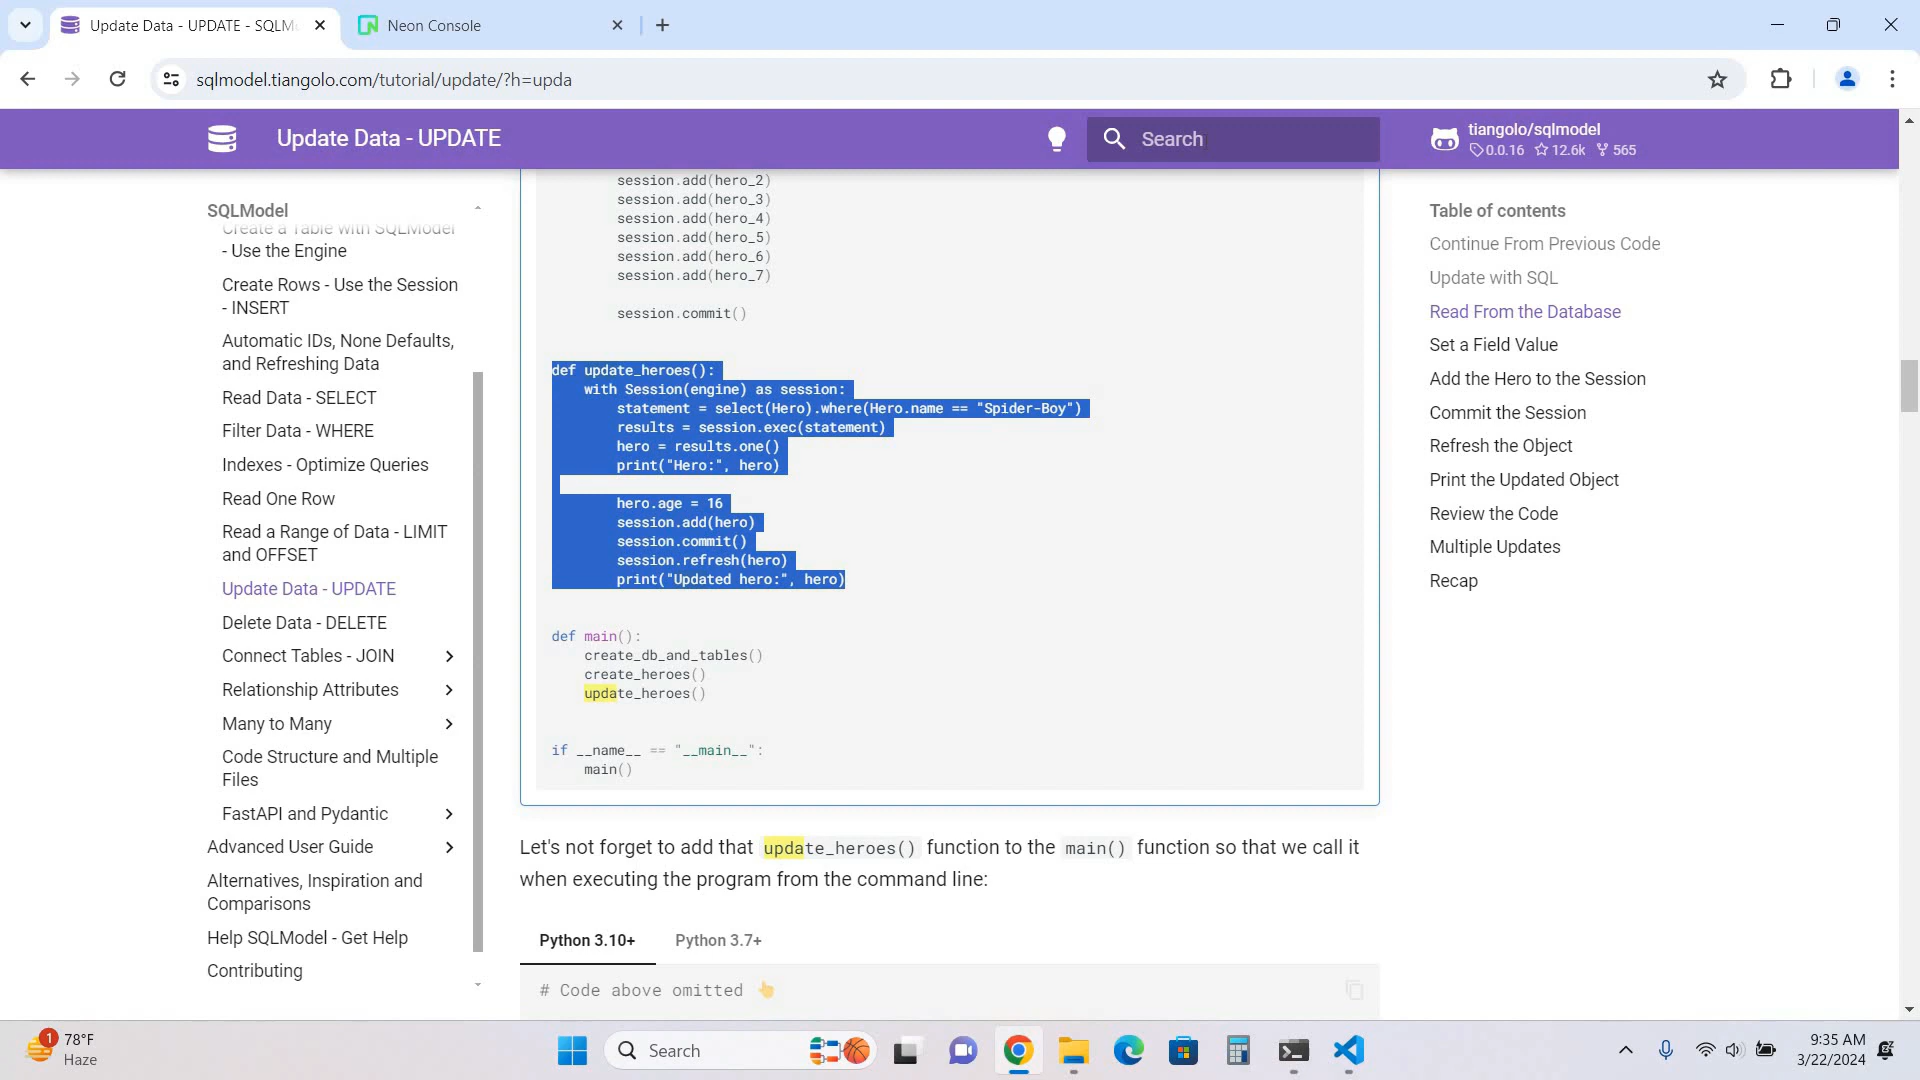 Update Data - UPDATE - SQLM
Neon Console
sqlmodel.tiangolo.com/tutorial/update/?h=upda
Update Data - UPDATE
Search
tiangolo/sqlmodel
0.0.16 12.6k 565
SQLModel
Create a Table with SQLModel
- Use the Engine
Create Rows - Use the Session
- INSERT
Automatic IDs, None Defaults,
and Refreshing Data
Read Data - SELECT
Filter Data - WHERE
Indexes - Optimize Queries
Read One Row
Read a Range of Data - LIMIT
and OFFSET
Update Data - UPDATE
Delete Data - DELETE
Connect Tables - JOIN
Relationship Attributes
Many to Many
Code Structure and Multiple
Files
FastAPI and Pydantic
Advanced User Guide
Alternatives, Inspiration and
Comparisons
Help SQLModel - Get Help
Contributing
session.add(hero_2)
session.add(hero_3)
session.add(hero_4)
session.add(hero_5)
session.add(hero_6)
session.add(hero_7)
session.commit()
def update_heroes():
with Session(engine) as session:
statement = select(Hero).where(Hero.name == "Spider-Boy")
results = session.exec(statement)
hero = results.one()
print("Hero:", hero)
hero.age = 16
session.add(hero)
session.commit()
session.refresh(hero)
print("Updated hero:", hero)
def main():
create_db_and_tables()
create_heroes()
update_heroes()
if __name__ == "__main__":
main()
Let's not forget to add that update_heroes() function to the main() function so that we call it
when executing the program from the command line:
Python 3.10+ Python 3.7+
# Code above omitted 👆
Table of contents
Continue From Previous Code
Update with SQL
Read From the Database
Set a Field Value
Add the Hero to the Session
Commit the Session
Refresh the Object
Print the Updated Object
Review the Code
Multiple Updates
Recap
1
78°F
Haze
Search
9:35 AM
3/22/2024